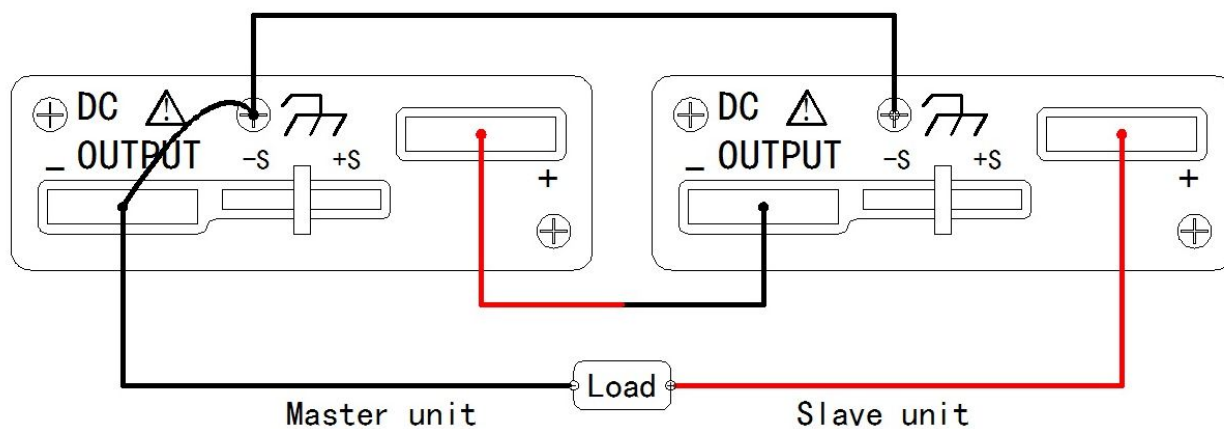 DC
_ OUTPUT
-S
+S
+
DC
_ OUTPUT
-S
+S
+
Load
Master unit
Slave unit